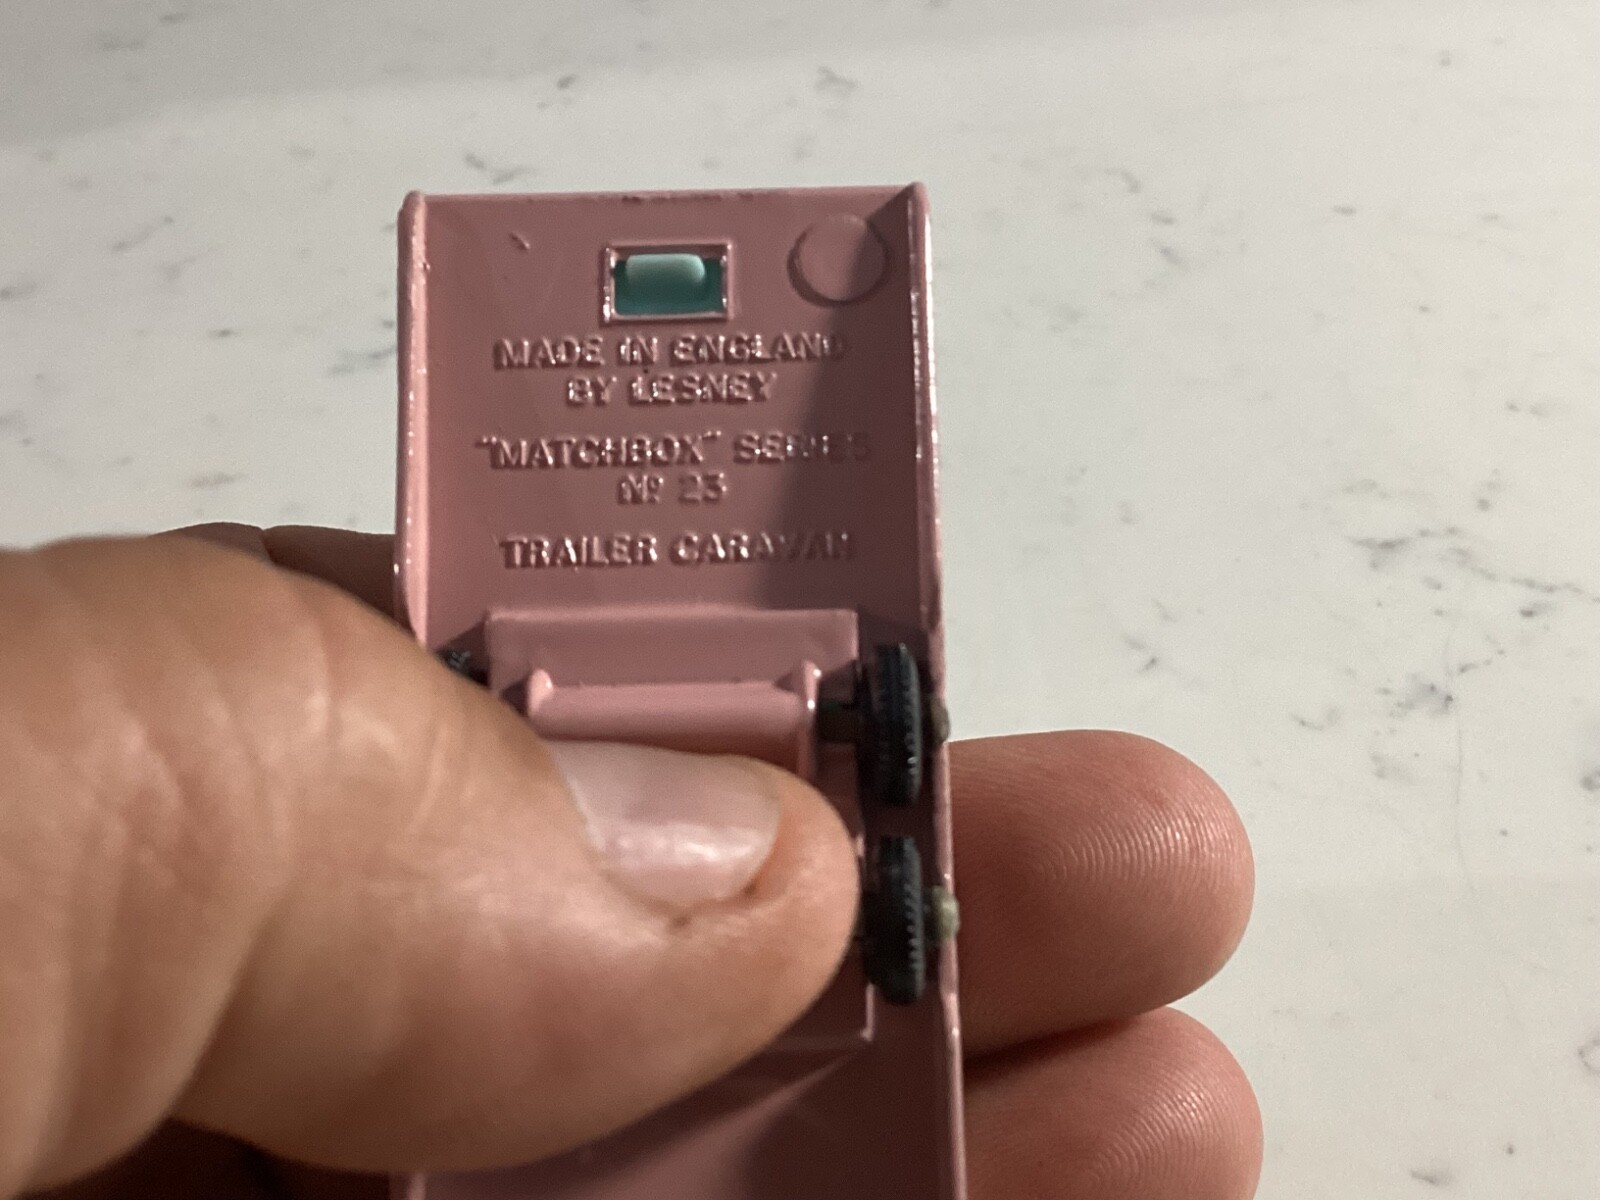 MADE IN ENGLAND
BY LESNEY
"MATCHBOX" SERIES
Nº 23
TRAILER CARAVAN